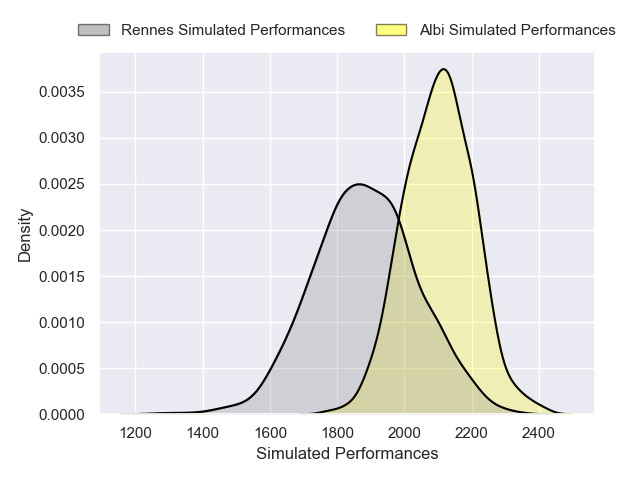 Rennes Simulated Performances
Albi Simulated Performances
0.0035
0.0030
0.0025
0.0020
0.0015
0.0010
0.0005
0.0000
Density
1200 1400 1600 1800 2000 2200 2400
Simulated Performances